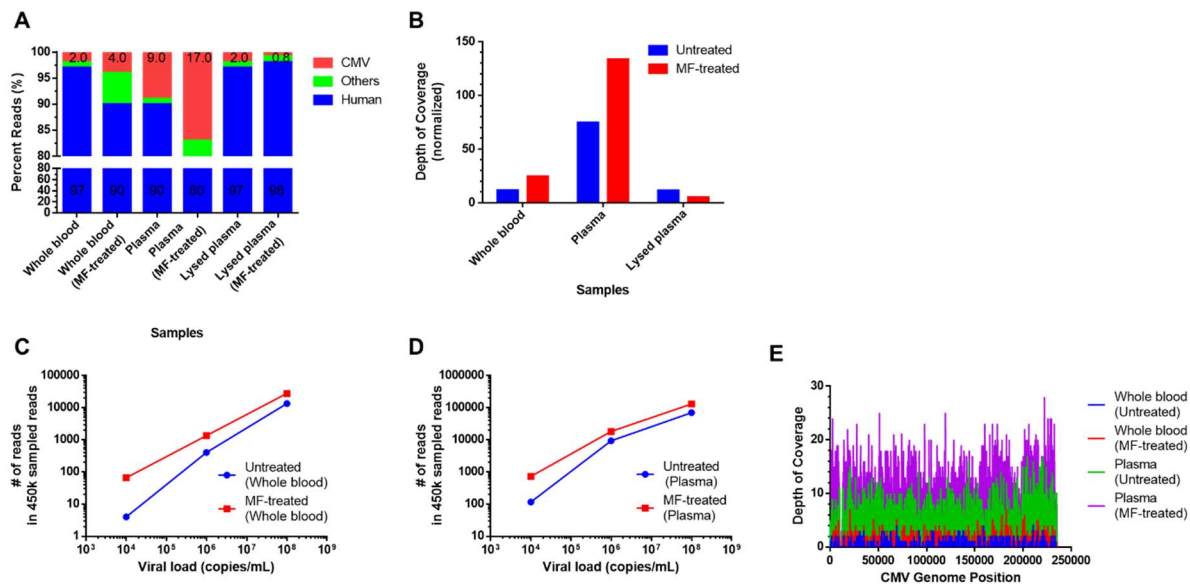 A
100
95
90
85
80
80
60
40
20
0
Percent Reads (%)
2.0
4.0
9.0
17.0
2.0
0.8
97
90
90
80
97
98
CMV
Others
Human
Whole blood
Whole blood
(MF-treated)
Plasma
Plasma
(MF-treated)
Lysed plasma
Lysed plasma
(MF-treated)
Samples
B
150
100
50
0
Depth of Coverage
(normalized)
Untreated
MF-treated
Whole blood
Plasma
Lysed plasma
Samples
C
100000
10000
1000
100
10
1
# of reads
in 450k sampled reads
Untreated
(Whole blood)
MF-treated
(Whole blood)
10³
10⁴
10⁵
10⁶
10⁷
10⁸
10⁹
Viral load (copies/mL)
D
1000000
100000
10000
1000
100
10
# of reads
in 450k sampled reads
Untreated
(Plasma)
MF-treated
(Plasma)
10³
10⁴
10⁵
10⁶
10⁷
10⁸
10⁹
Viral load (copies/mL)
E
30
20
10
0
Depth of Coverage
0
50000
100000
150000
200000
250000
CMV Genome Position
Whole blood
(Untreated)
Whole blood
(MF-treated)
Plasma
(Untreated)
Plasma
(MF-treated)